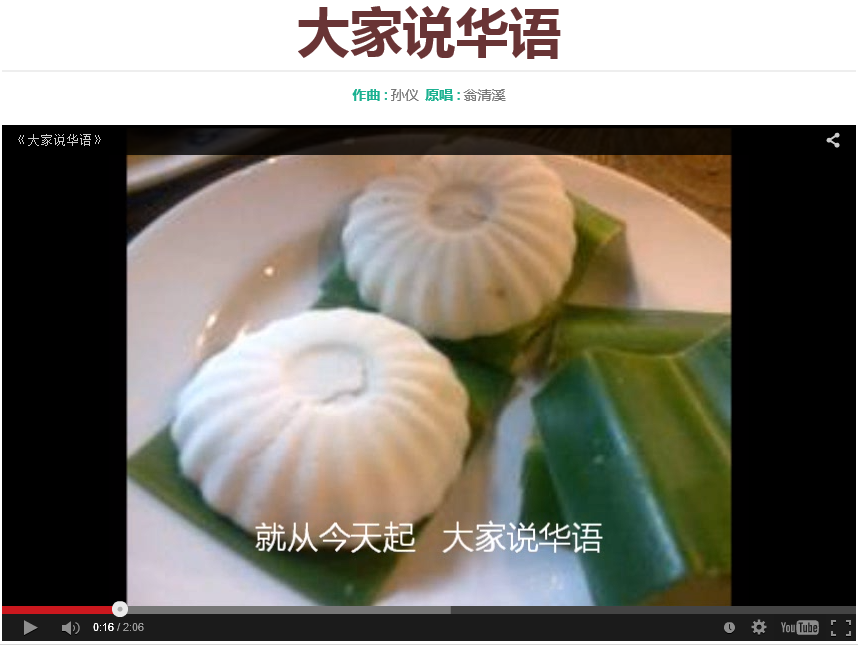 大家说华语
作曲 : 孙仪 原唱 : 翁清溪
《大家说华语》
就从今天起 大家说华语
0:16 / 2:06
YouTube